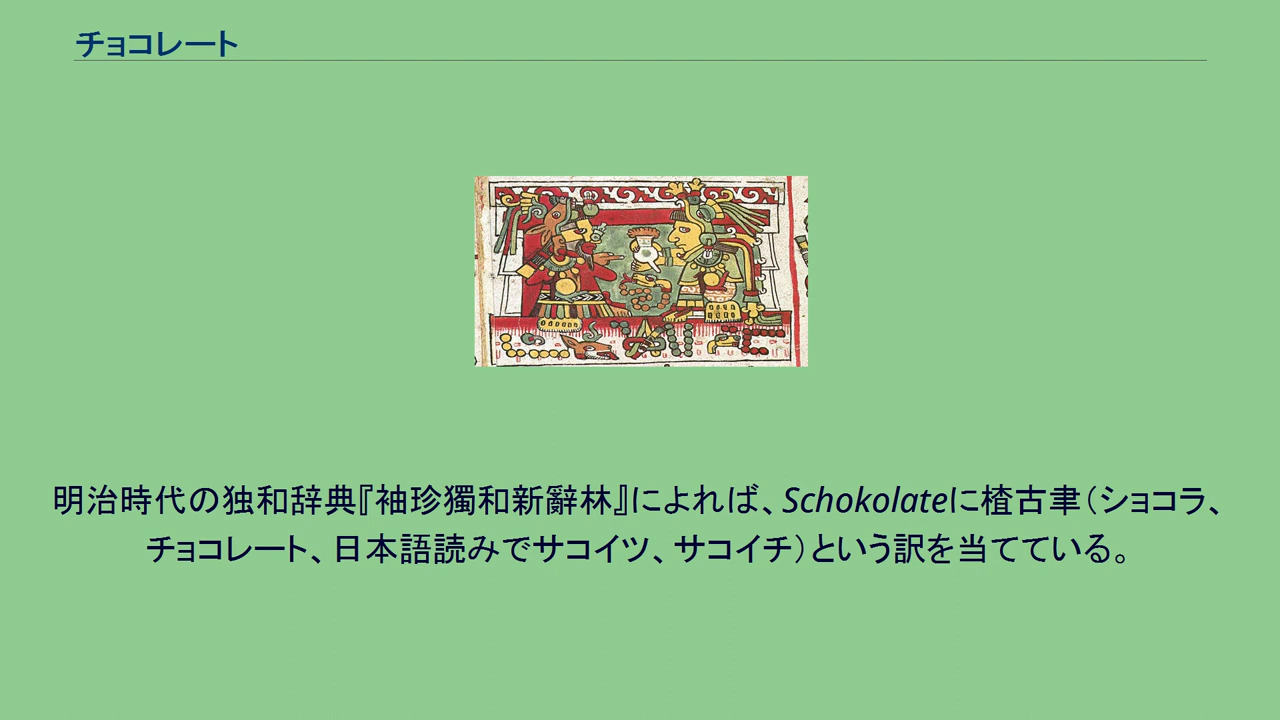 チョコレート
明治時代の独和辞典『袖珍獨和新辭林』によれば、Schokolateに楂古聿（ショコラ、
チョコレート、日本語読みでサコイツ、サコイチ）という訳を当てている。